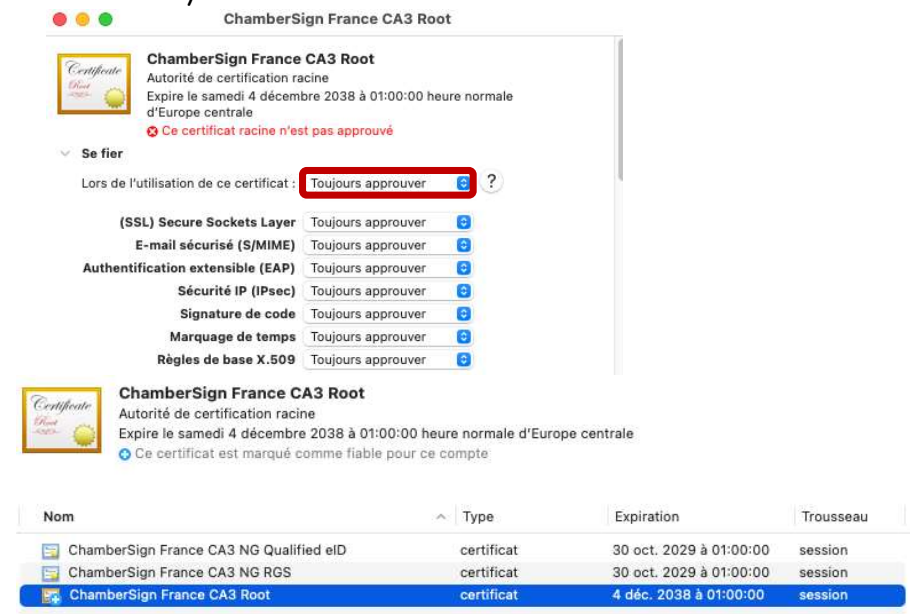 ChamberSign France CA3 Root
Certificate
Root
ChamberSign France CA3 Root
Autorité de certification racine
Expire le samedi 4 décembre 2038 à 01:00:00 heure normale
d'Europe centrale
Ce certificat racine n'est pas approuvé
Se fier
Lors de l'utilisation de ce certificat : Toujours approuver ?
(SSL) Secure Sockets Layer Toujours approuver
E-mail sécurisé (S/MIME) Toujours approuver
Authentification extensible (EAP) Toujours approuver
Sécurité IP (IPsec) Toujours approuver
Signature de code Toujours approuver
Marquage de temps Toujours approuver
Règles de base X.509 Toujours approuver
Certificate
Root
ChamberSign France CA3 Root
Autorité de certification racine
Expire le samedi 4 décembre 2038 à 01:00:00 heure normale d'Europe centrale
Ce certificat est marqué comme fiable pour ce compte
Nom Type Expiration Trousseau
ChamberSign France CA3 NG Qualified eID certificat 30 oct. 2029 à 01:00:00 session
ChamberSign France CA3 NG RGS certificat 30 oct. 2029 à 01:00:00 session
ChamberSign France CA3 Root certificat 4 déc. 2038 à 01:00:00 session